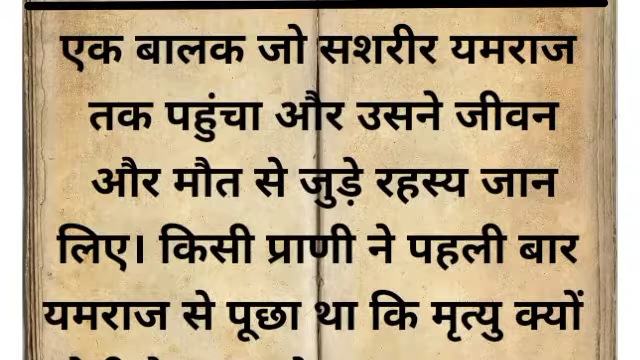 एक बालक जो सशरीर यमराज
तक पहुंचा और उसने जीवन
और मौत से जुड़े रहस्य जान
लिए। किसी प्राणी ने पहली बार
यमराज से पूछा था कि मृत्यु क्यों